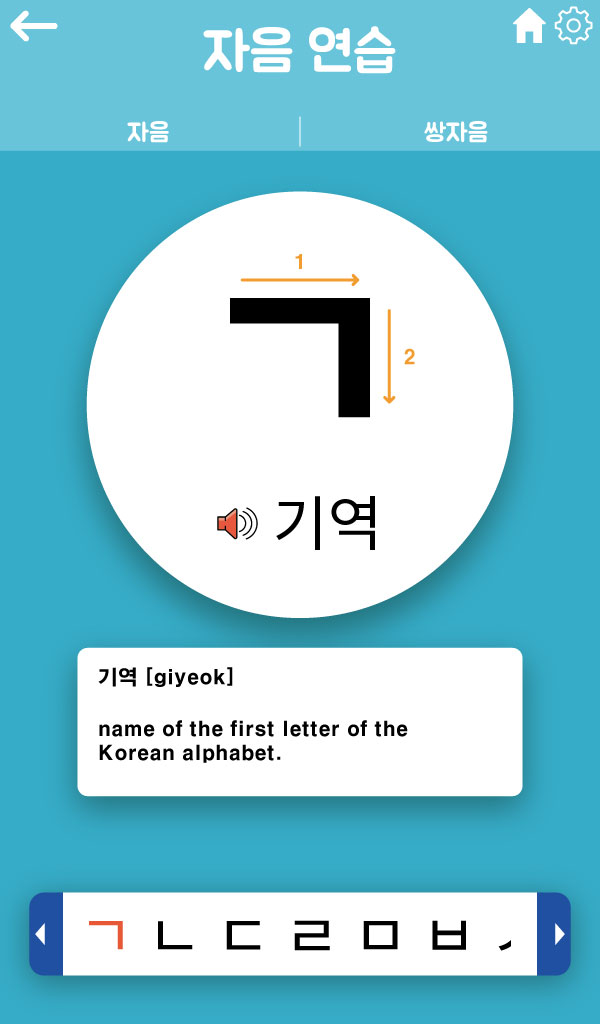 자음 연습
자음
쌍자음
1
ㄱ
2
기역
기역 [giyeok]
name of the first letter of the
Korean alphabet.
ㄱ ㄴ ㄷ ㄹ ㅁ ㅂ